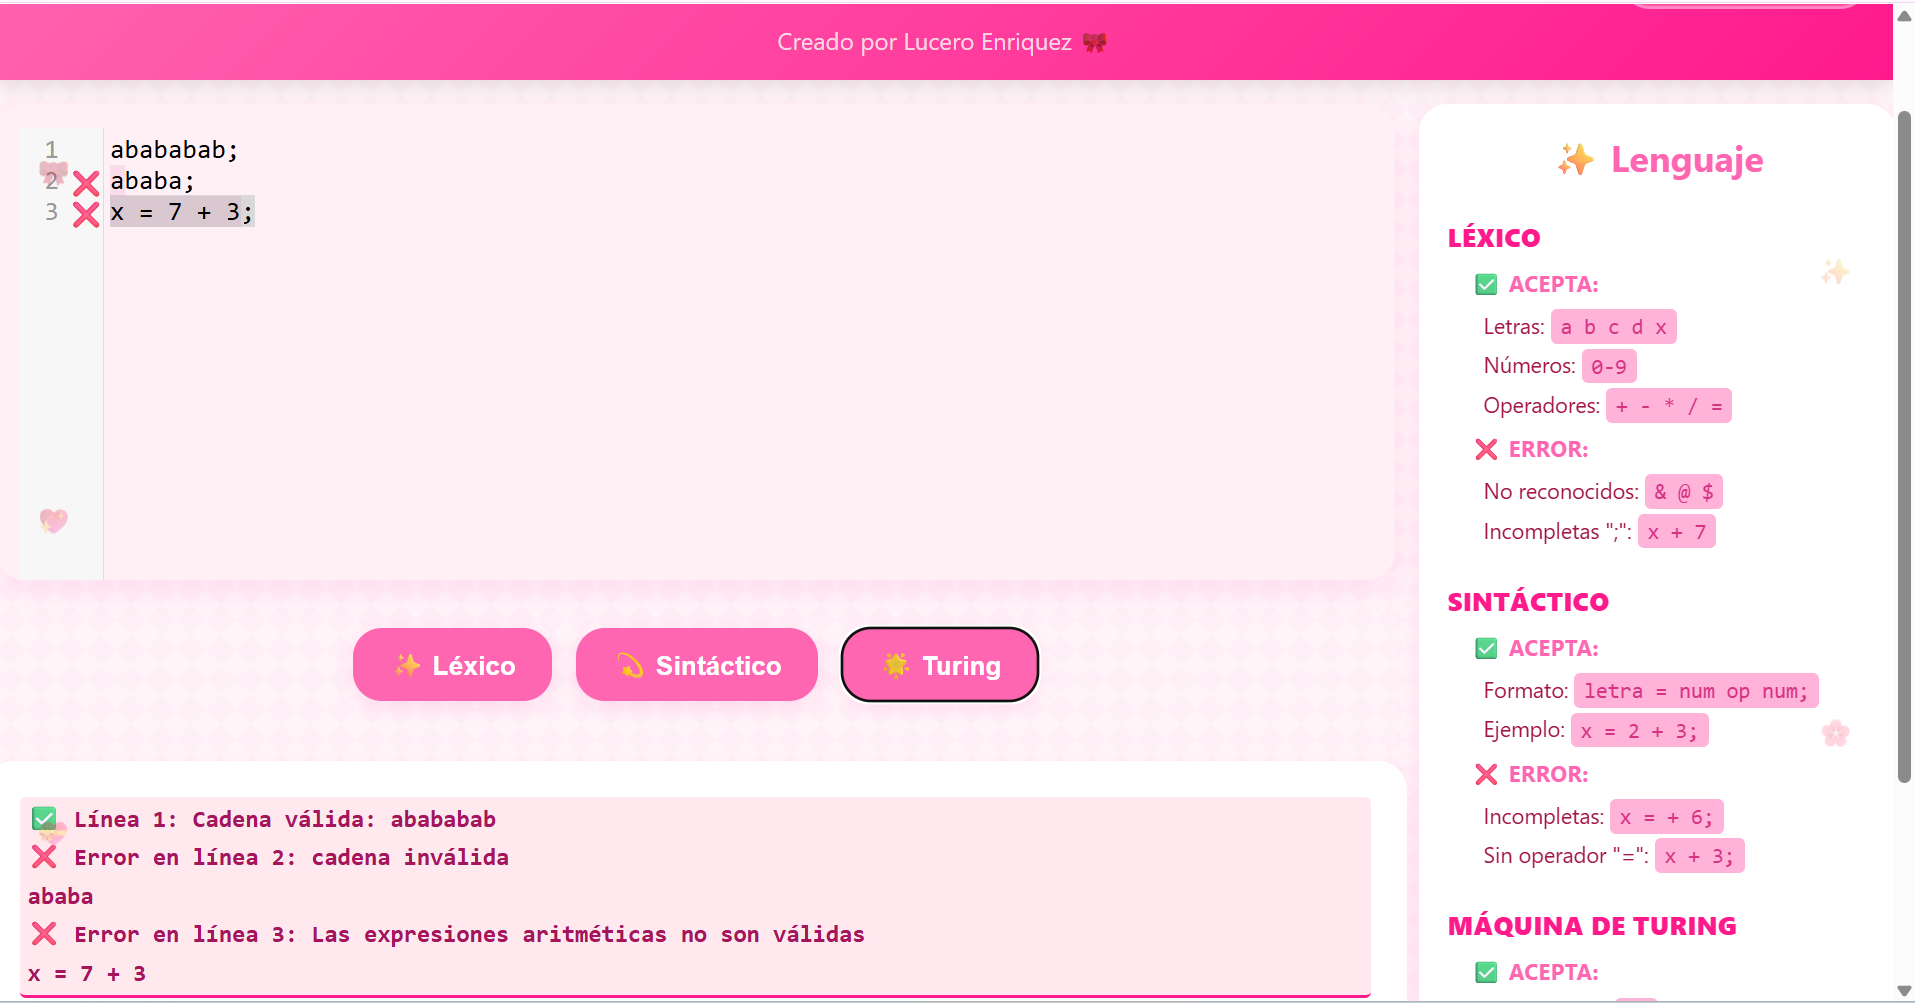 Creado por Lucero Enriquez
1 abababab;
2 ababa;
3 x = 7 + 3;
Léxico
Sintáctico
Turing
Línea 1: Cadena válida: abababab
Error en línea 2: cadena inválida
ababa
Error en línea 3: Las expresiones aritméticas no son válidas
x = 7 + 3
Lenguaje
LÉXICO
ACEPTA:
Letras: a b c d x
Números: 0-9
Operadores: + - * / =
ERROR:
No reconocidos: & @ $
Incompletas ";": x + 7
SINTÁCTICO
ACEPTA:
Formato: letra = num op num;
Ejemplo: x = 2 + 3;
ERROR:
Incompletas: x = + 6;
Sin operador "=": x + 3;
MÁQUINA DE TURING
ACEPTA: